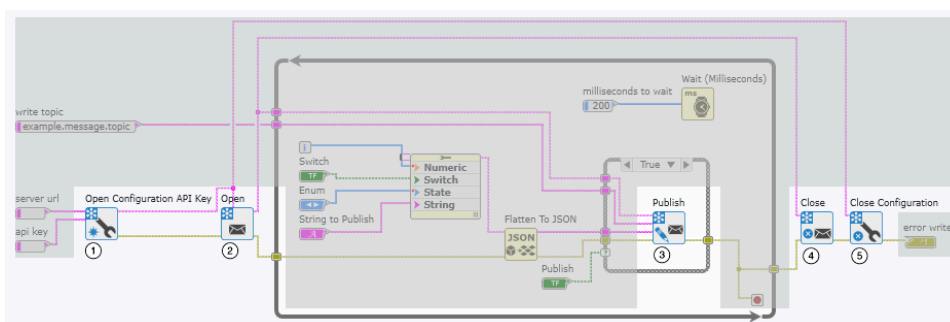 write topic
example.message.topic
server url
api key
Open Configuration API Key
1
Open
2
milliseconds to wait
200
Wait (Milliseconds)
ms
i
Switch
TF
Enum
String to Publish
Numeric
Switch
State
String
Flatten To JSON
JSON
Publish
TF
True
Publish
3
Close
4
Close Configuration
5
error write